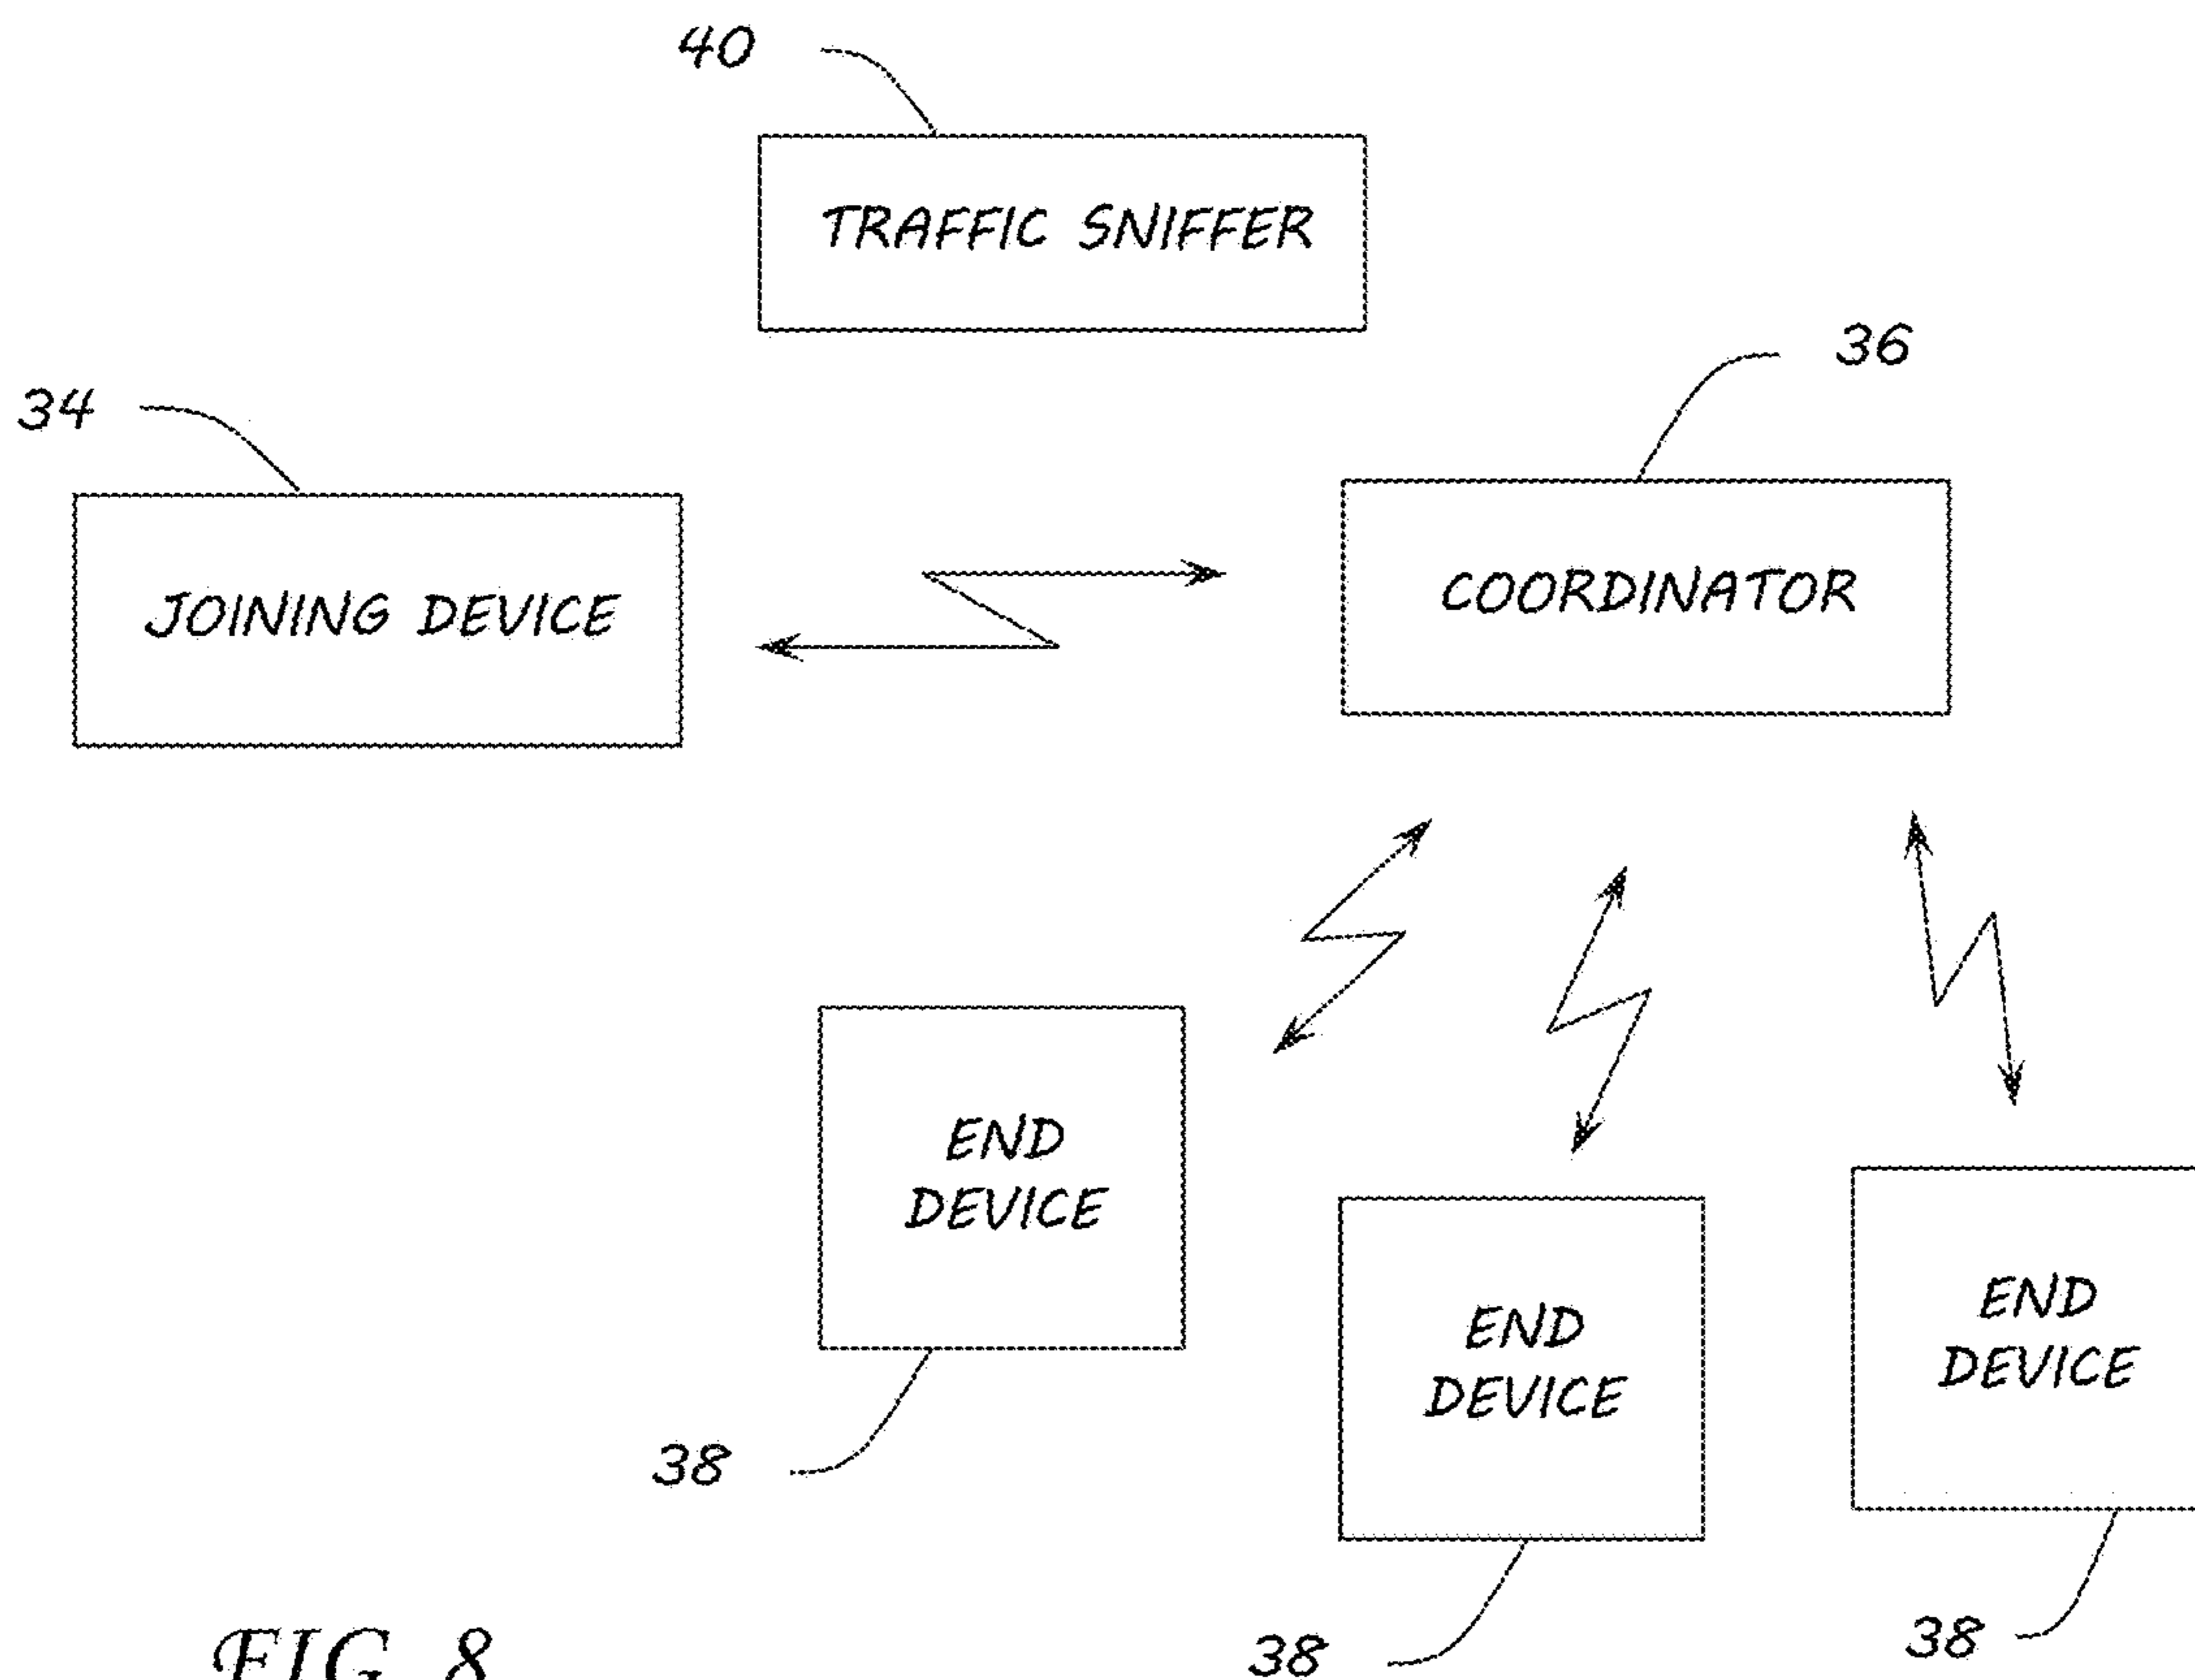 40
TRAFFIC SNIFFER
36
34
JOINING DEVICE
COORDINATOR
END
DEVICE
END
DEVICE
END
DEVICE
38
38
38
FIG 8